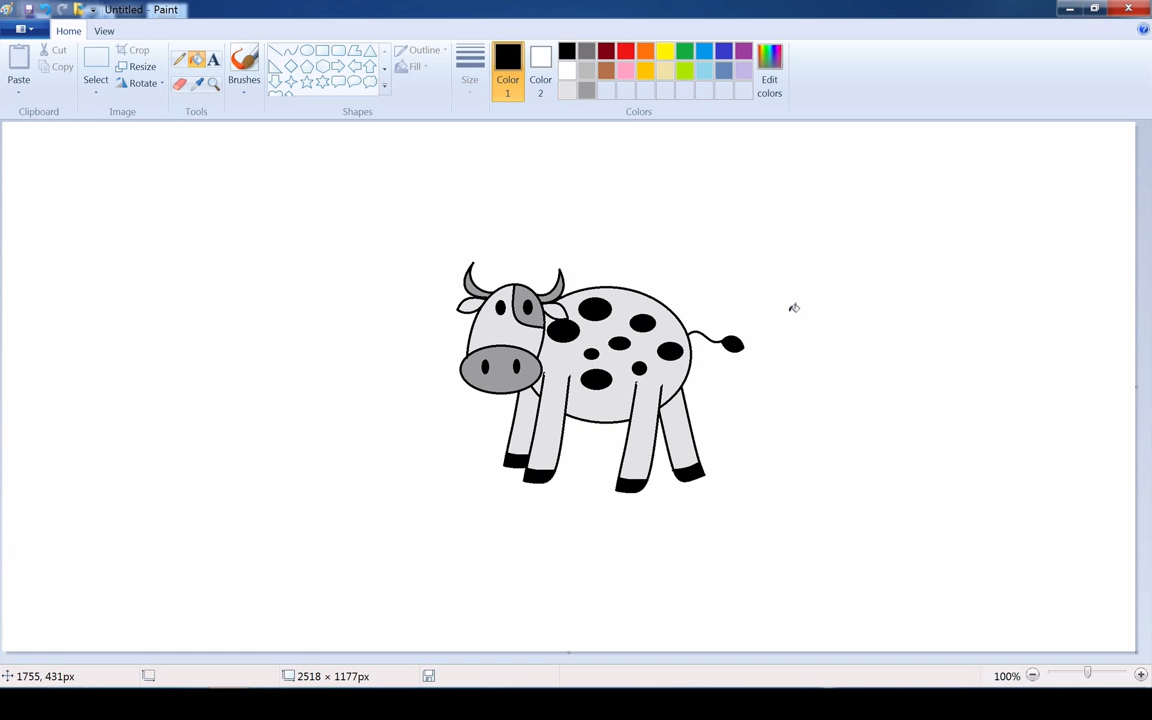 Untitled - Paint
Home View
Paste
Cut
Copy
Clipboard
Select
Crop
Resize
Rotate
Image
A
Tools
Brushes
Outline
Fill
Shapes
Size
Color 1
Color 2
Edit colors
Colors
1755, 431px
2518 × 1177px
100%